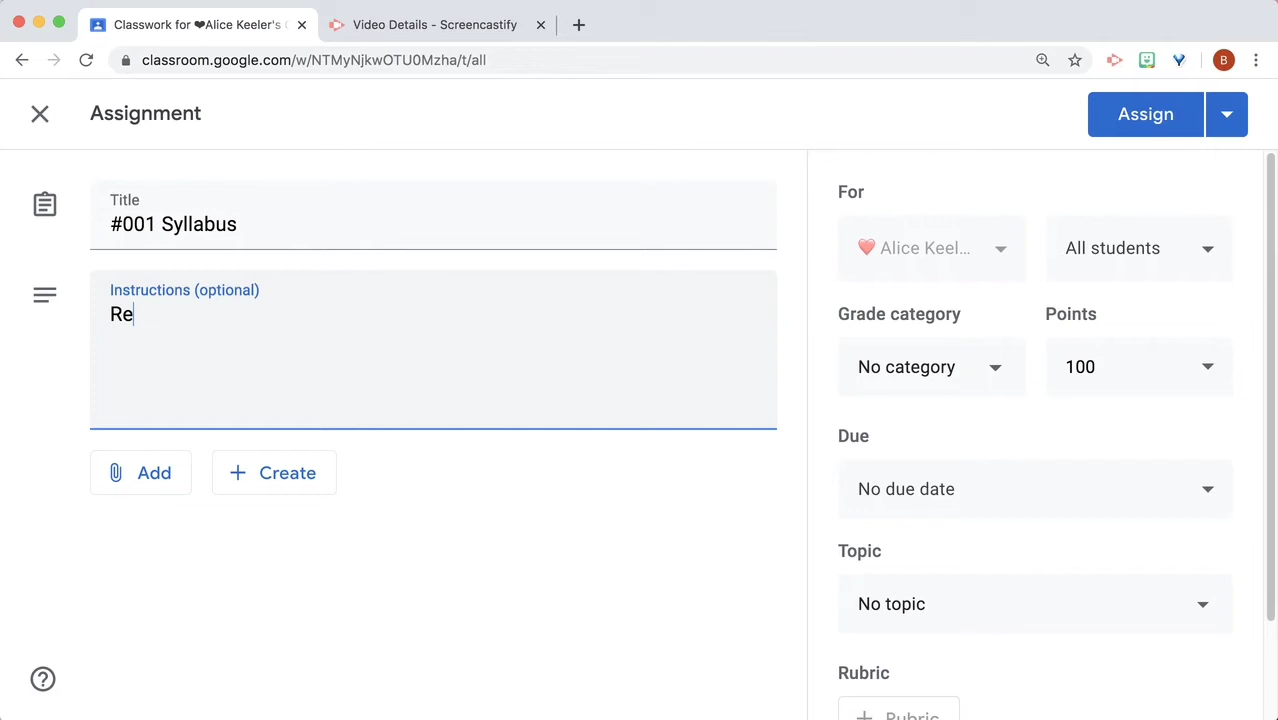 Classwork for ❤Alice Keeler's
Video Details - Screencastify
classroom.google.com/w/NTMyNjkwOTU0Mzha/t/all
B
Assignment
Assign
Title
#001 Syllabus
Instructions (optional)
Re
Add
Create
For
❤️ Alice Keel...
All students
Grade category
Points
No category
100
Due
No due date
Topic
No topic
Rubric
+ Rubric